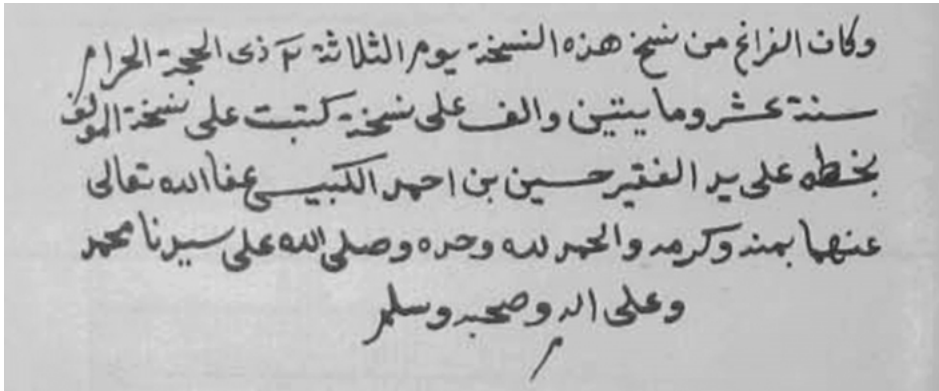 وكان الفراغ من نسخ هذه النسخة يوم الثلاثة ٢ ذى الحجة الحرام
سنة عشر ومايتين والف على نسخة كتبت على نسخة المولف
بخطه على يد الفقير حسين بن احمد الكبيسى عفا الله تعالى
عنهما بمنه وكرمه والحمد لله وحده وصلى الله على سيدنا محمد
وعلى اله وصحبه وسلم